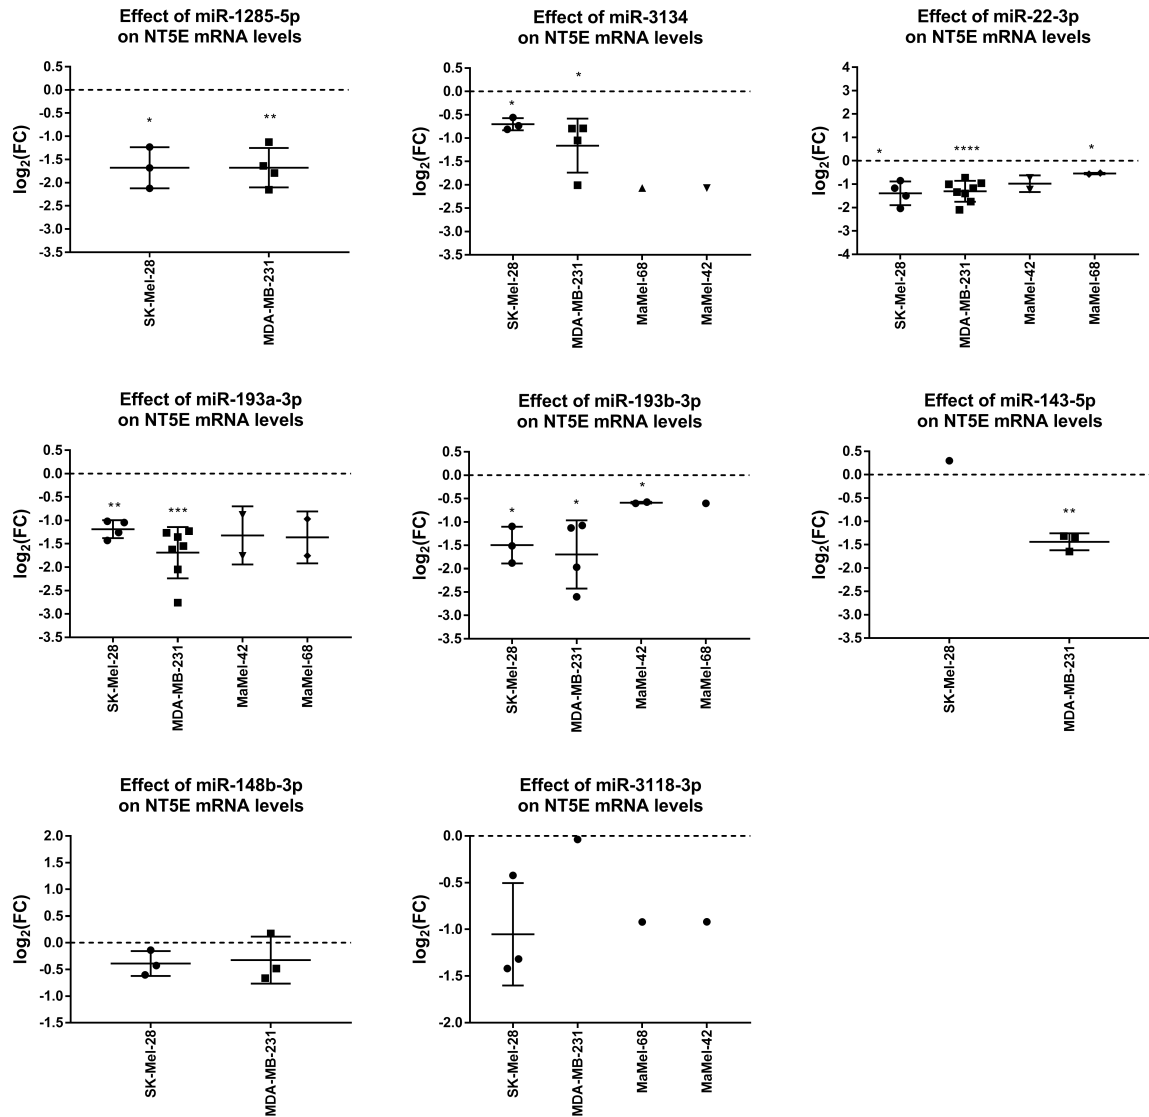 Effect of miR-1285-5p
on NT5E mRNA levels
log2(FC)
0.5
0.0
-0.5
-1.0
-1.5
-2.0
-2.5
-3.0
-3.5
*
**
SK-Mel-28
MDA-MB-231
Effect of miR-3134
on NT5E mRNA levels
log2(FC)
0.5
0.0
-0.5
-1.0
-1.5
-2.0
-2.5
-3.0
-3.5
*
*
SK-Mel-28
MDA-MB-231
MaMel-68
MaMel-42
Effect of miR-22-3p
on NT5E mRNA levels
log2(FC)
4
3
2
1
0
-1
-2
-3
-4
*
****
*
SK-Mel-28
MDA-MB-231
MaMel-42
MaMel-68
Effect of miR-193a-3p
on NT5E mRNA levels
log2(FC)
0.5
0.0
-0.5
-1.0
-1.5
-2.0
-2.5
-3.0
-3.5
**
***
SK-Mel-28
MDA-MB-231
MaMel-42
MaMel-68
Effect of miR-193b-3p
on NT5E mRNA levels
log2(FC)
0.5
0.0
-0.5
-1.0
-1.5
-2.0
-2.5
-3.0
-3.5
*
*
*
SK-Mel-28
MDA-MB-231
MaMel-42
MaMel-68
Effect of miR-143-5p
on NT5E mRNA levels
log2(FC)
0.5
0.0
-0.5
-1.0
-1.5
-2.0
-2.5
-3.0
-3.5
**
SK-Mel-28
MDA-MB-231
Effect of miR-148b-3p
on NT5E mRNA levels
log2(FC)
2.0
1.5
1.0
0.5
0.0
-0.5
-1.0
-1.5
SK-Mel-28
MDA-MB-231
Effect of miR-3118-3p
on NT5E mRNA levels
log2(FC)
0.0
-0.5
-1.0
-1.5
-2.0
SK-Mel-28
MDA-MB-231
MaMel-68
MaMel-42